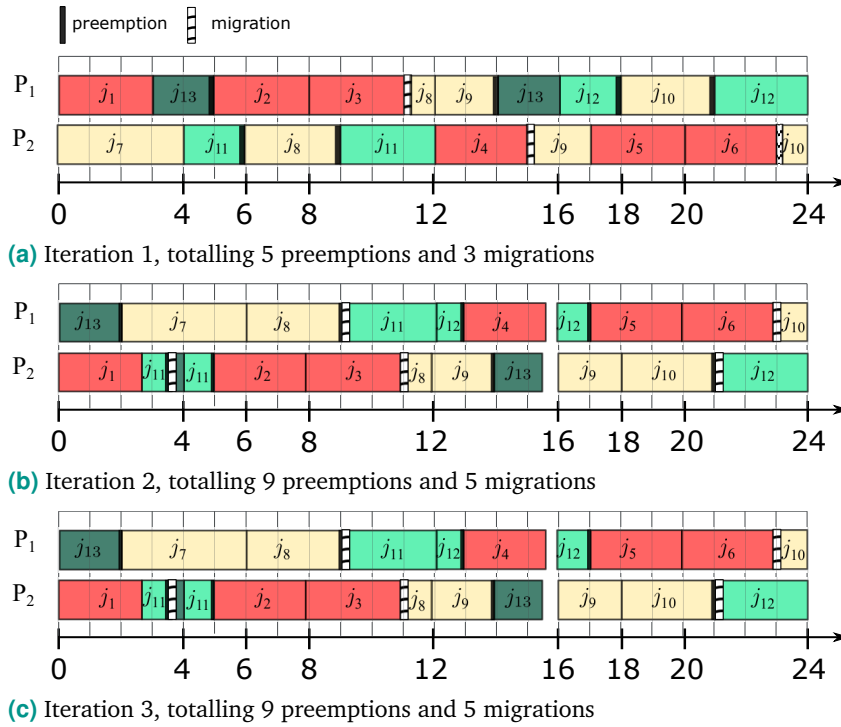 preemption migration
P1 j1 j13 j2 j3 j8 j9 j13 j12 j10 j12
P2 j7 j11 j8 j11 j4 j9 j5 j6 j10
0 4 6 8 12 16 18 20 24
(a) Iteration 1, totalling 5 preemptions and 3 migrations
P1 j13 j7 j8 j11 j12 j4 j12 j5 j6 j10
P2 j1 j11 j11 j2 j3 j8 j9 j13 j9 j10 j12
0 4 6 8 12 16 18 20 24
(b) Iteration 2, totalling 9 preemptions and 5 migrations
P1 j13 j7 j8 j11 j12 j4 j12 j5 j6 j10
P2 j1 j11 j11 j2 j3 j8 j9 j13 j9 j10 j12
0 4 6 8 12 16 18 20 24
(c) Iteration 3, totalling 9 preemptions and 5 migrations